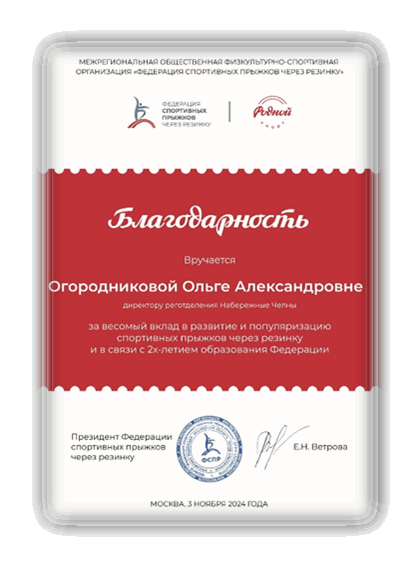 МЕЖРЕГИОНАЛЬНАЯ ОБЩЕСТВЕННАЯ ФИЗКУЛЬТУРНО-СПОРТИВНАЯ
ОРГАНИЗАЦИЯ «ФЕДЕРАЦИЯ СПОРТИВНЫХ ПРЫЖКОВ ЧЕРЕЗ РЕЗИНКУ»
ФЕДЕРАЦИЯ
СПОРТИВНЫХ
ПРЫЖКОВ
ЧЕРЕЗ РЕЗИНКУ
Родной
Благодарность
Вручается
Огородниковой Ольге Александровне
директору реготделения Набережные Челны
за весомый вклад в развитие и популяризацию
спортивных прыжков через резинку
и в связи с 2х-летием образования Федерации
Президент Федерации
спортивных прыжков
через резинку
ФСПР
Е.Н. Ветрова
МОСКВА, 3 НОЯБРЯ 2024 ГОДА